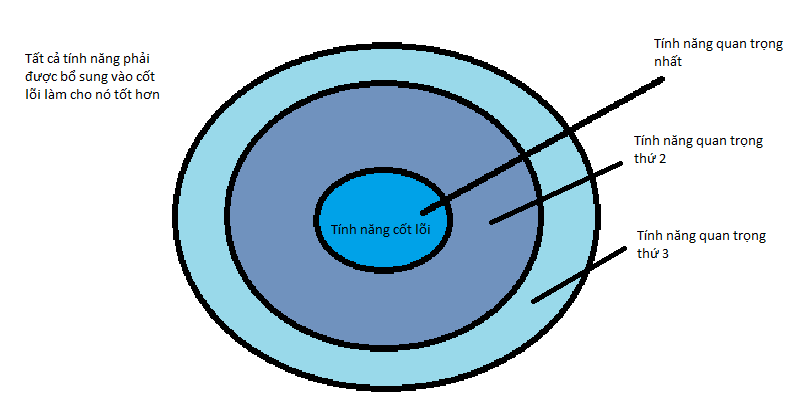 Tất cả tính năng phải
được bổ sung vào cốt
lõi làm cho nó tốt hơn
Tính năng quan trọng
nhất
Tính năng quan trọng
thứ 2
Tính năng cốt lõi
Tính năng quan trọng
thứ 3